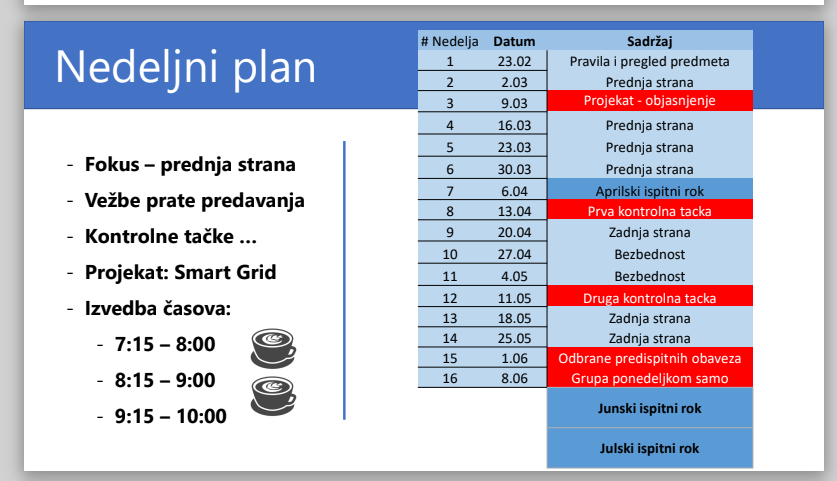 Nedeljni plan
- Fokus – prednja strana
- Vežbe prate predavanja
- Kontrolne tačke ...
- Projekat: Smart Grid
- Izvedba časova:
- 7:15 – 8:00
- 8:15 – 9:00
- 9:15 – 10:00
# Nedelja Datum Sadržaj
1 23.02 Pravila i pregled predmeta
2 2.03 Prednja strana
3 9.03 Projekat - objasnjenje
4 16.03 Prednja strana
5 23.03 Prednja strana
6 30.03 Prednja strana
7 6.04 Aprilski ispitni rok
8 13.04 Prva kontrolna tacka
9 20.04 Zadnja strana
10 27.04 Bezbednost
11 4.05 Bezbednost
12 11.05 Druga kontrolna tacka
13 18.05 Zadnja strana
14 25.05 Zadnja strana
15 1.06 Odbrane predispitnih obaveza
16 8.06 Grupa ponedeljkom samo
Junski ispitni rok
Julski ispitni rok